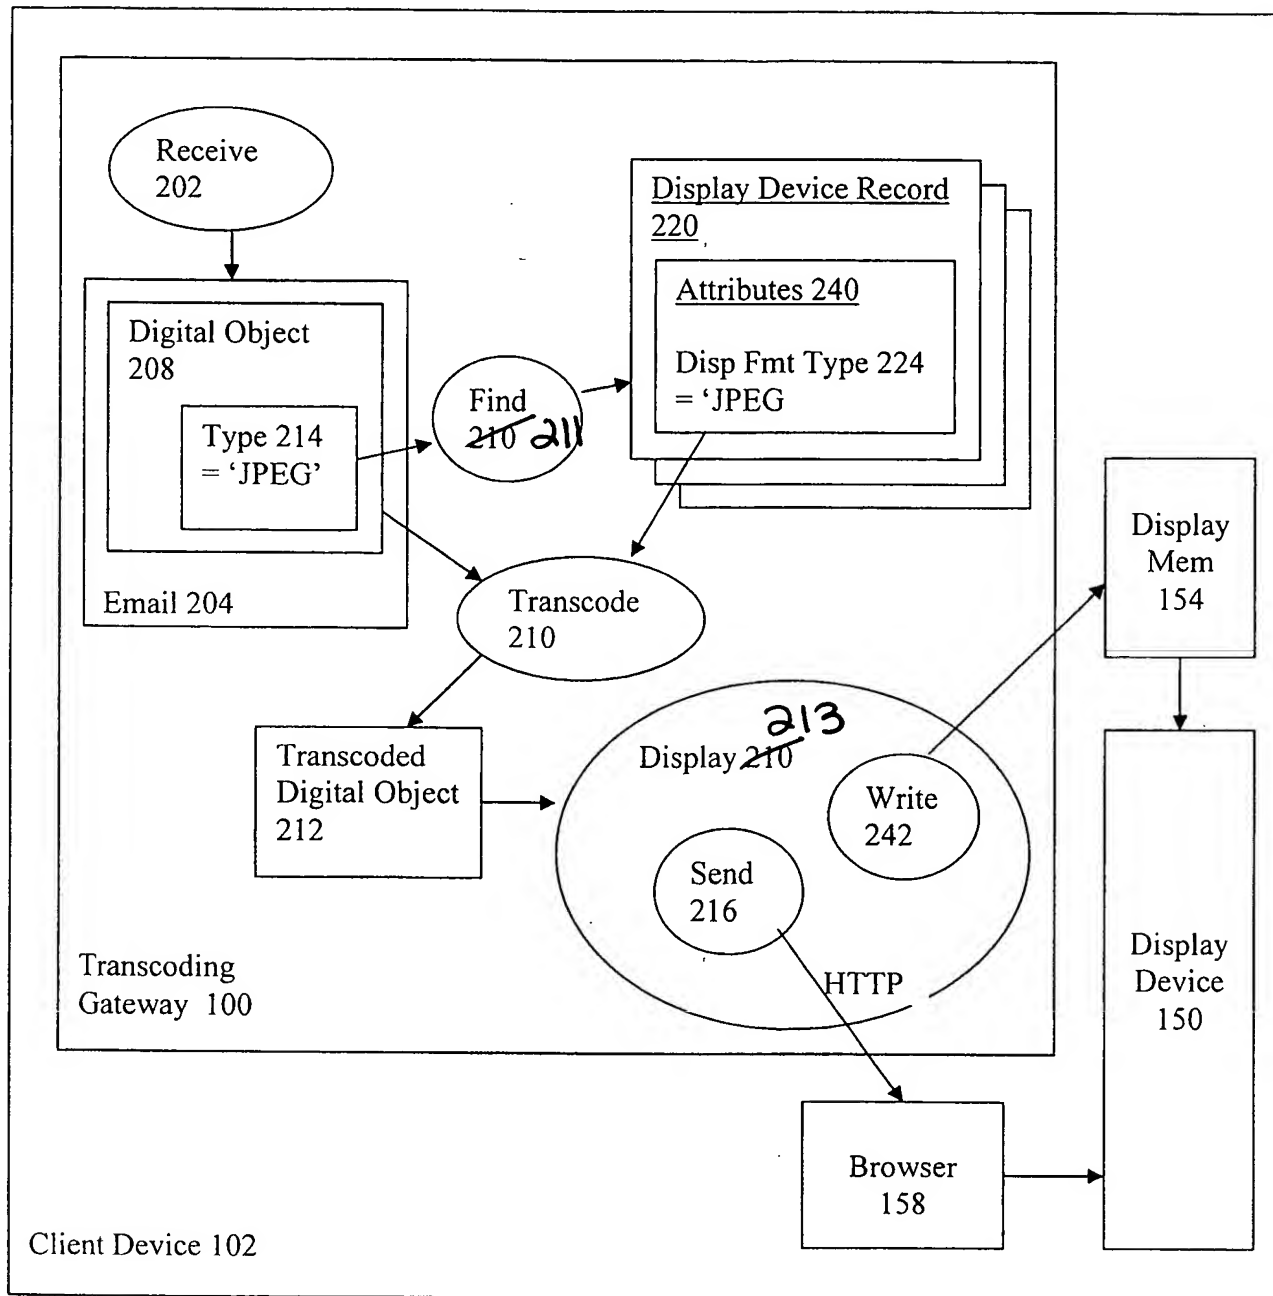 Receive
202
Display Device Record
220
Attributes 240
Disp Fmt Type 224
= 'JPEG
Digital Object
208
Type 214
= 'JPEG'
Email 204
Find
210 211
Transcode
210
Transcoded
Digital Object
212
213
Display 210
Write
242
Send
216
HTTP
Transcoding
Gateway 100
Display
Mem
154
Display
Device
150
Browser
158
Client Device 102